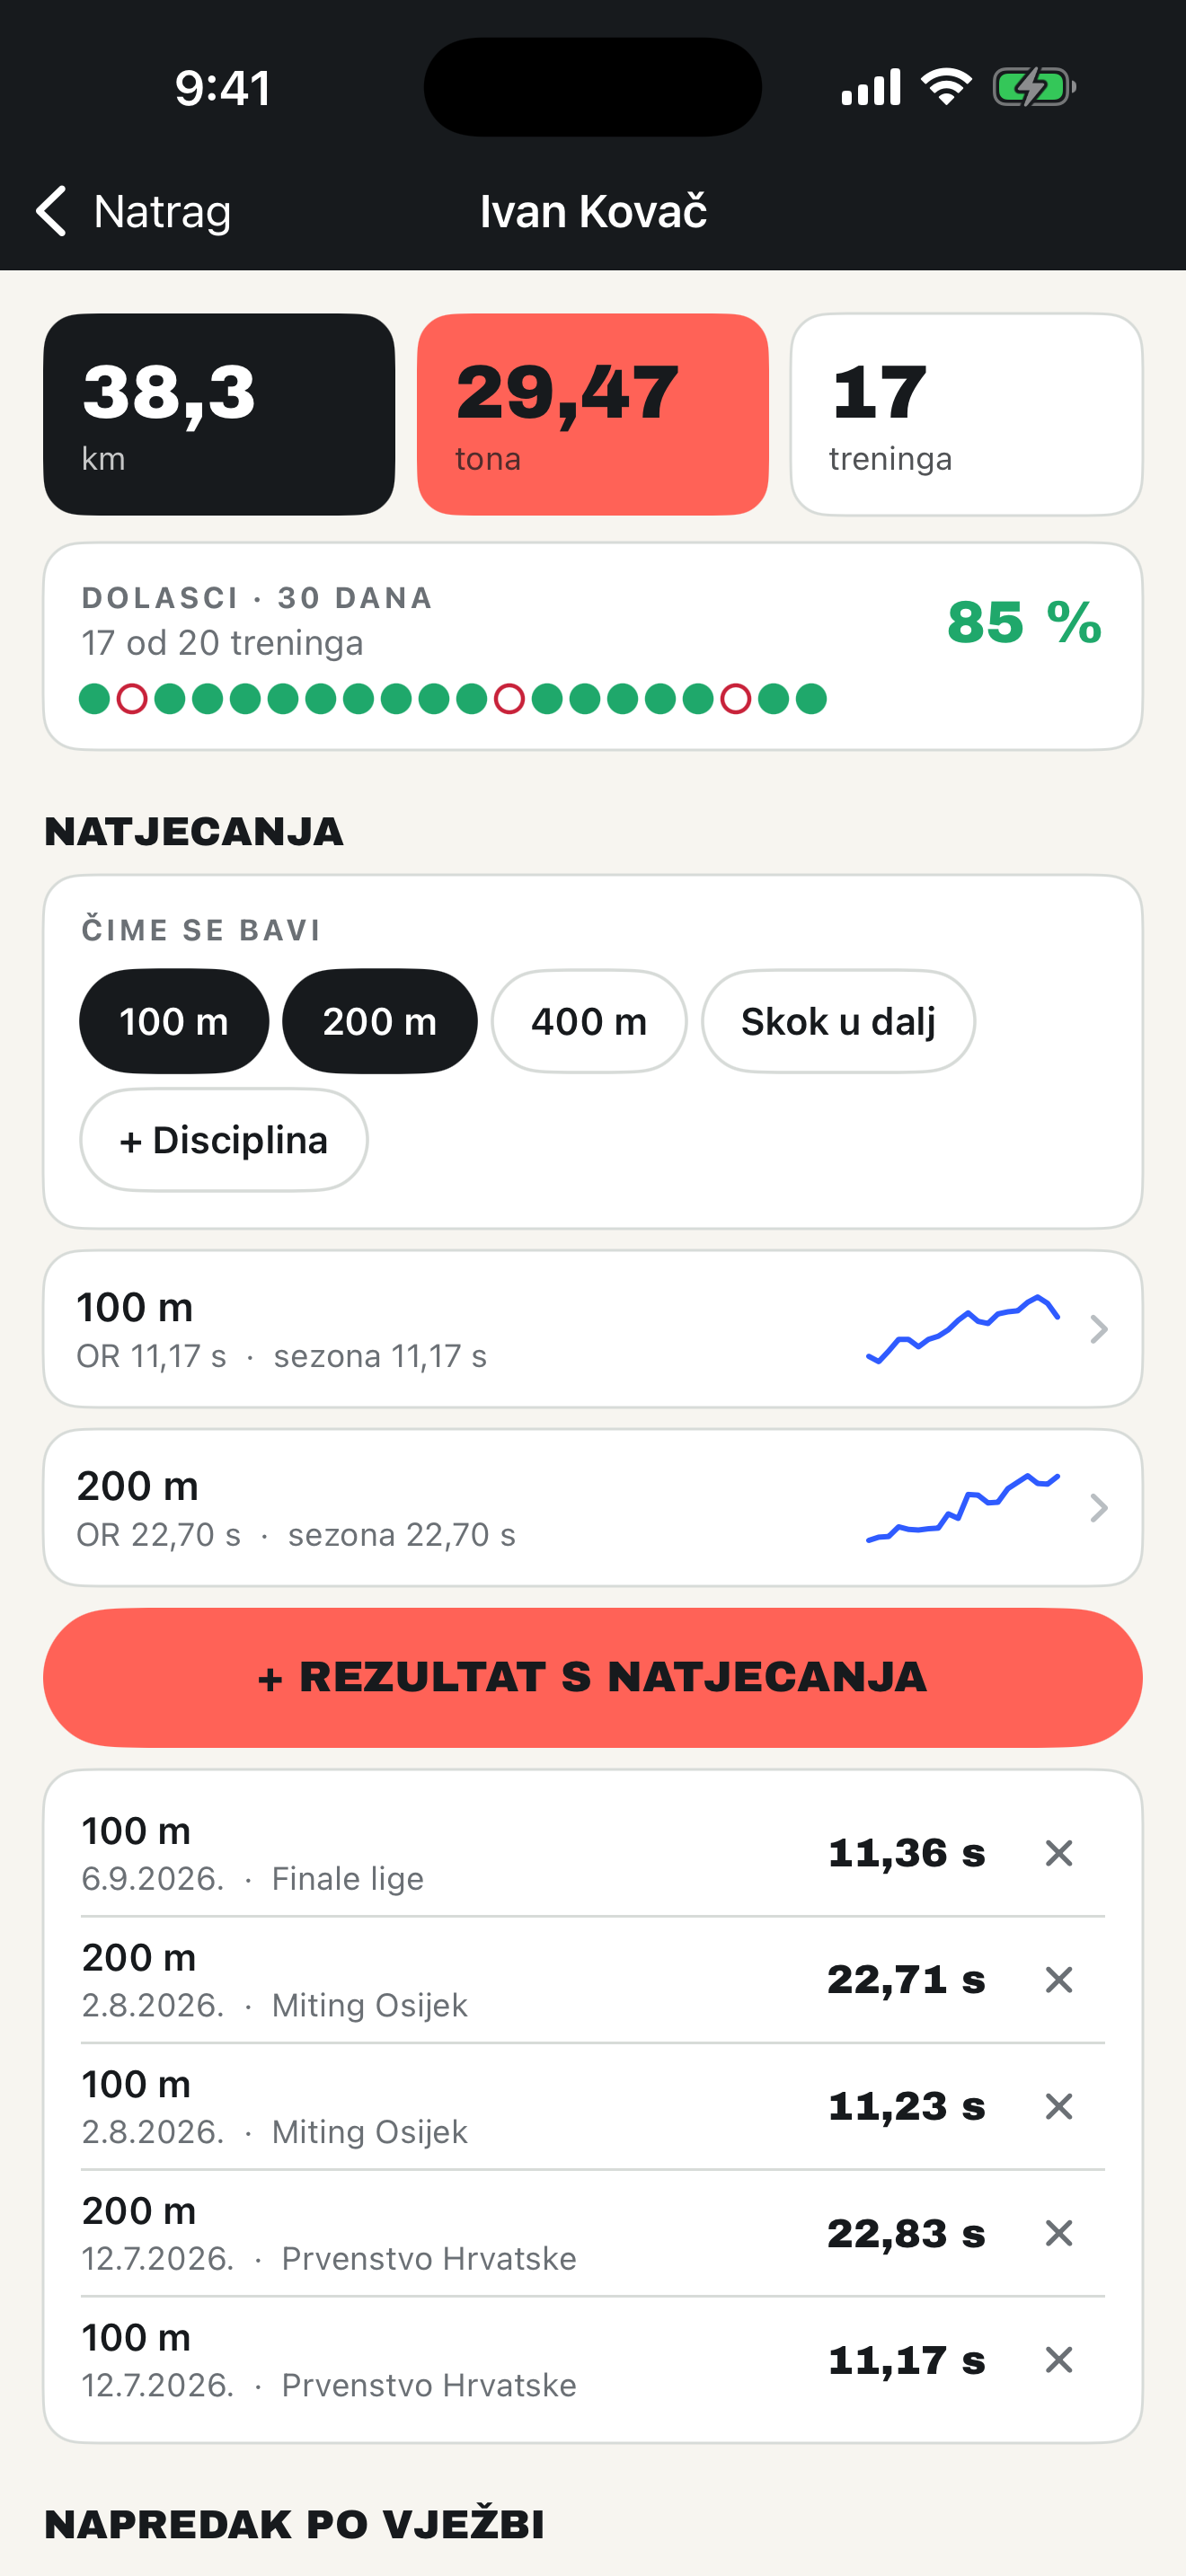 9:41
Natrag
Ivan Kovač
38,3
km
29,47
tona
17
treninga
DOLASCI · 30 DANA
17 od 20 treninga
85 %
NATJECANJA
ČIME SE BAVI
100 m
200 m
400 m
Skok u dalj
+ Disciplina
100 m
OR 11,17 s · sezona 11,17 s
200 m
OR 22,70 s · sezona 22,70 s
+ REZULTAT S NATJECANJA
100 m
6.9.2026. · Finale lige
11,36 s
200 m
2.8.2026. · Miting Osijek
22,71 s
100 m
2.8.2026. · Miting Osijek
11,23 s
200 m
12.7.2026. · Prvenstvo Hrvatske
22,83 s
100 m
12.7.2026. · Prvenstvo Hrvatske
11,17 s
NAPREDAK PO VJEŽBI